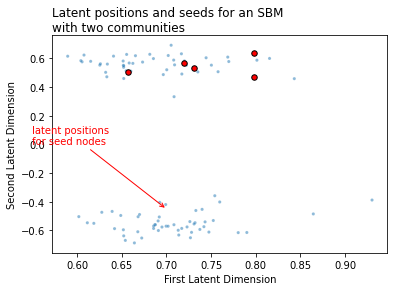 Latent positions and seeds for an SBM
with two communities
Second Latent Dimension
0.6
0.4
0.2
0.0
−0.2
−0.4
−0.6
latent positions
for seed nodes
0.60
0.65
0.70
0.75
0.80
0.85
0.90
First Latent Dimension